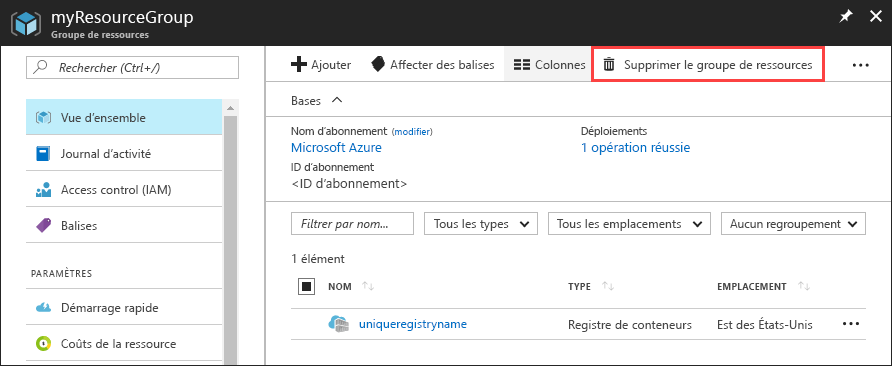 myResourceGroup
Groupe de ressources
Rechercher (Ctrl+/)
Vue d'ensemble
Journal d'activité
Access control (IAM)
Balises
PARAMÈTRES
Démarrage rapide
Coûts de la ressource
Ajouter
Affecter des balises
Colonnes
Supprimer le groupe de ressources
Bases
Nom d'abonnement (modifier)
Microsoft Azure
ID d'abonnement
<ID d'abonnement>
Déploiements
1 opération réussie
Filtrer par nom...
Tous les types
Tous les emplacements
Aucun regroupement
1 élément
NOM TYPE EMPLACEMENT
uniqueregistryname Registre de conteneurs Est des États-Unis